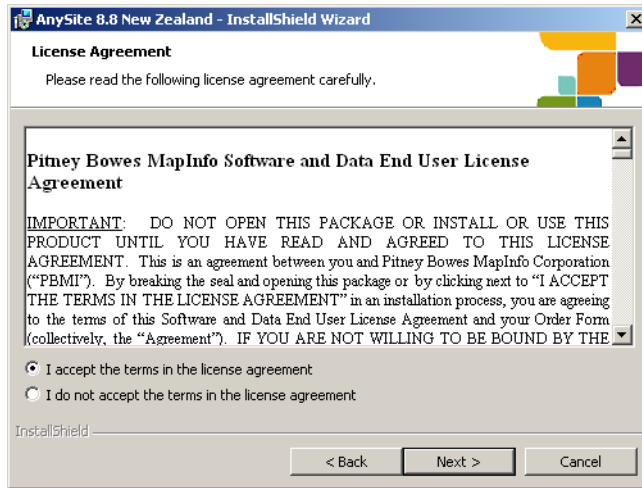 AnySite 8.8 New Zealand - InstallShield Wizard
License Agreement
Please read the following license agreement carefully.
Pitney Bowes MapInfo Software and Data End User License
Agreement
IMPORTANT: DO NOT OPEN THIS PACKAGE OR INSTALL OR USE THIS
PRODUCT UNTIL YOU HAVE READ AND AGREED TO THIS LICENSE
AGREEMENT. This is an agreement between you and Pitney Bowes MapInfo Corporation
(“PBMI”). By breaking the seal and opening this package or by clicking next to “I ACCEPT
THE TERMS IN THE LICENSE AGREEMENT” in an installation process, you are agreeing
to the terms of this Software and Data End User License Agreement and your Order Form
(collectively, the “Agreement”). IF YOU ARE NOT WILLING TO BE BOUND BY THE
I accept the terms in the license agreement
I do not accept the terms in the license agreement
InstallShield
< Back Next > Cancel